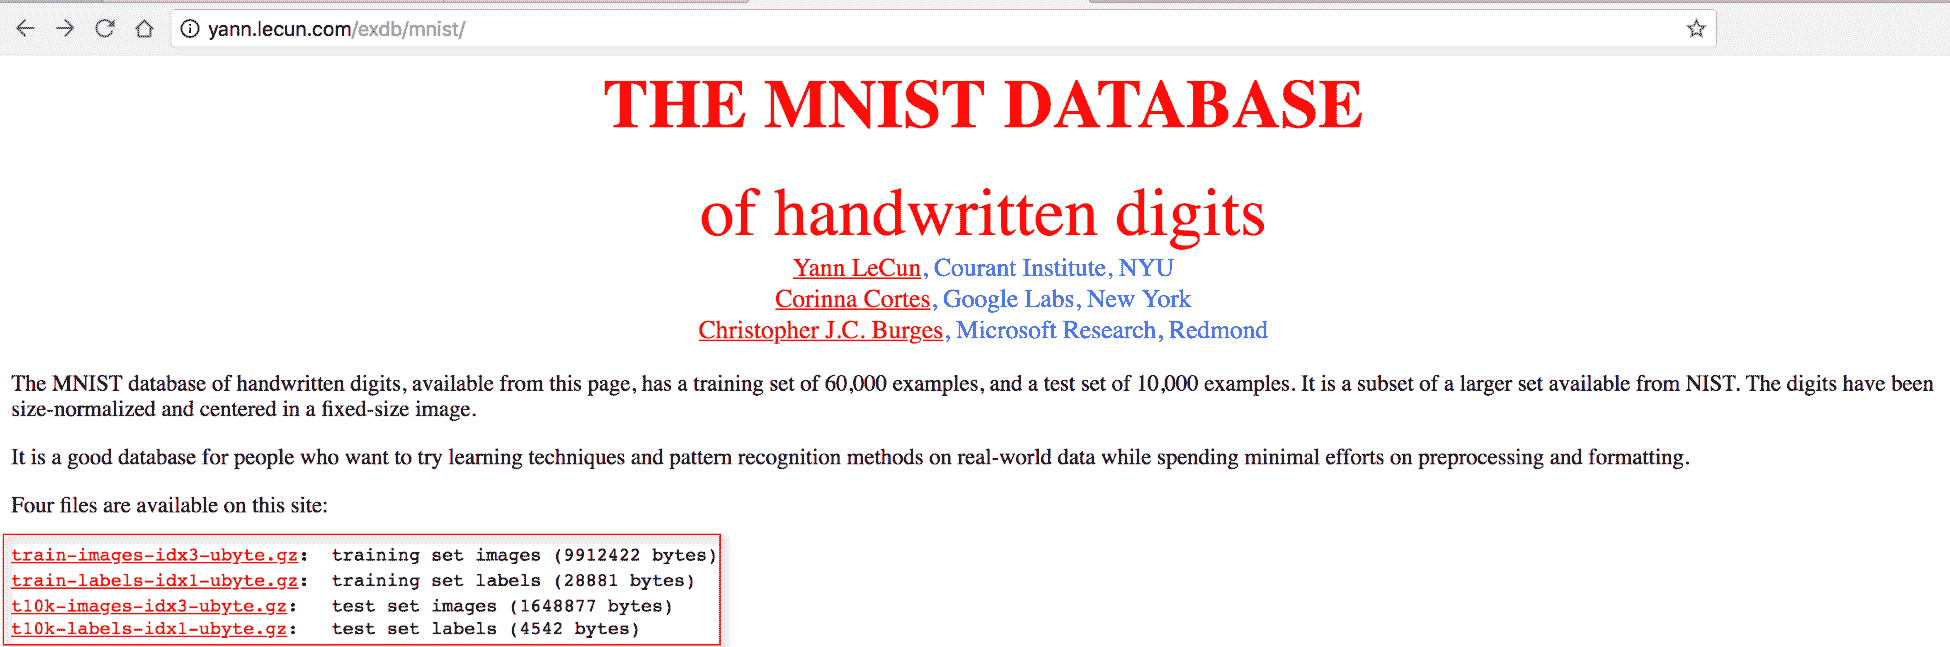 yann.lecun.com/exdb/mnist/
THE MNIST DATABASE
of handwritten digits
Yann LeCun, Courant Institute, NYU
Corinna Cortes, Google Labs, New York
Christopher J.C. Burges, Microsoft Research, Redmond
The MNIST database of handwritten digits, available from this page, has a training set of 60,000 examples, and a test set of 10,000 examples. It is a subset of a larger set available from NIST. The digits have been
size-normalized and centered in a fixed-size image.
It is a good database for people who want to try learning techniques and pattern recognition methods on real-world data while spending minimal efforts on preprocessing and formatting.
Four files are available on this site:
train-images-idx3-ubyte.gz: training set images (9912422 bytes)
train-labels-idx1-ubyte.gz: training set labels (28881 bytes)
t10k-images-idx3-ubyte.gz: test set images (1648877 bytes)
t10k-labels-idx1-ubyte.gz: test set labels (4542 bytes)